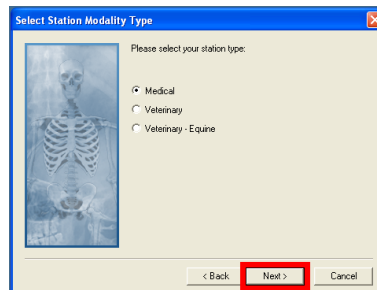 Select Station Modality Type
Please select your station type:
Medical
Veterinary
Veterinary - Equine
< Back Next > Cancel